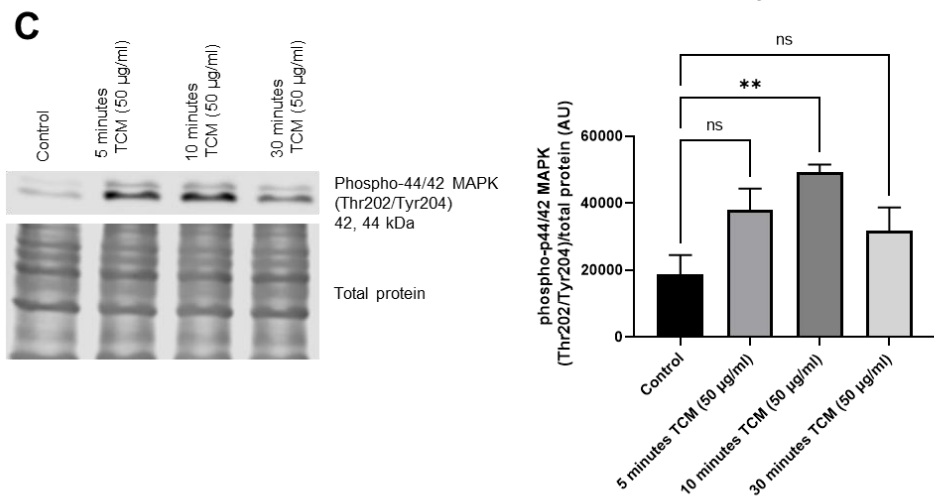 C
Control
5 minutes
TCM (50 µg/ml)
10 minutes
TCM (50 µg/ml)
30 minutes
TCM (50 µg/ml)
Phospho-44/42 MAPK
(Thr202/Tyr204)
42, 44 kDa
Total protein
ns
**
ns
phospho-p44/42 MAPK
(Thr202/Tyr204)/total protein (AU)
60000
40000
20000
0
Control
5 minutes TCM (50 µg/ml)
10 minutes TCM (50 µg/ml)
30 minutes TCM (50 µg/ml)